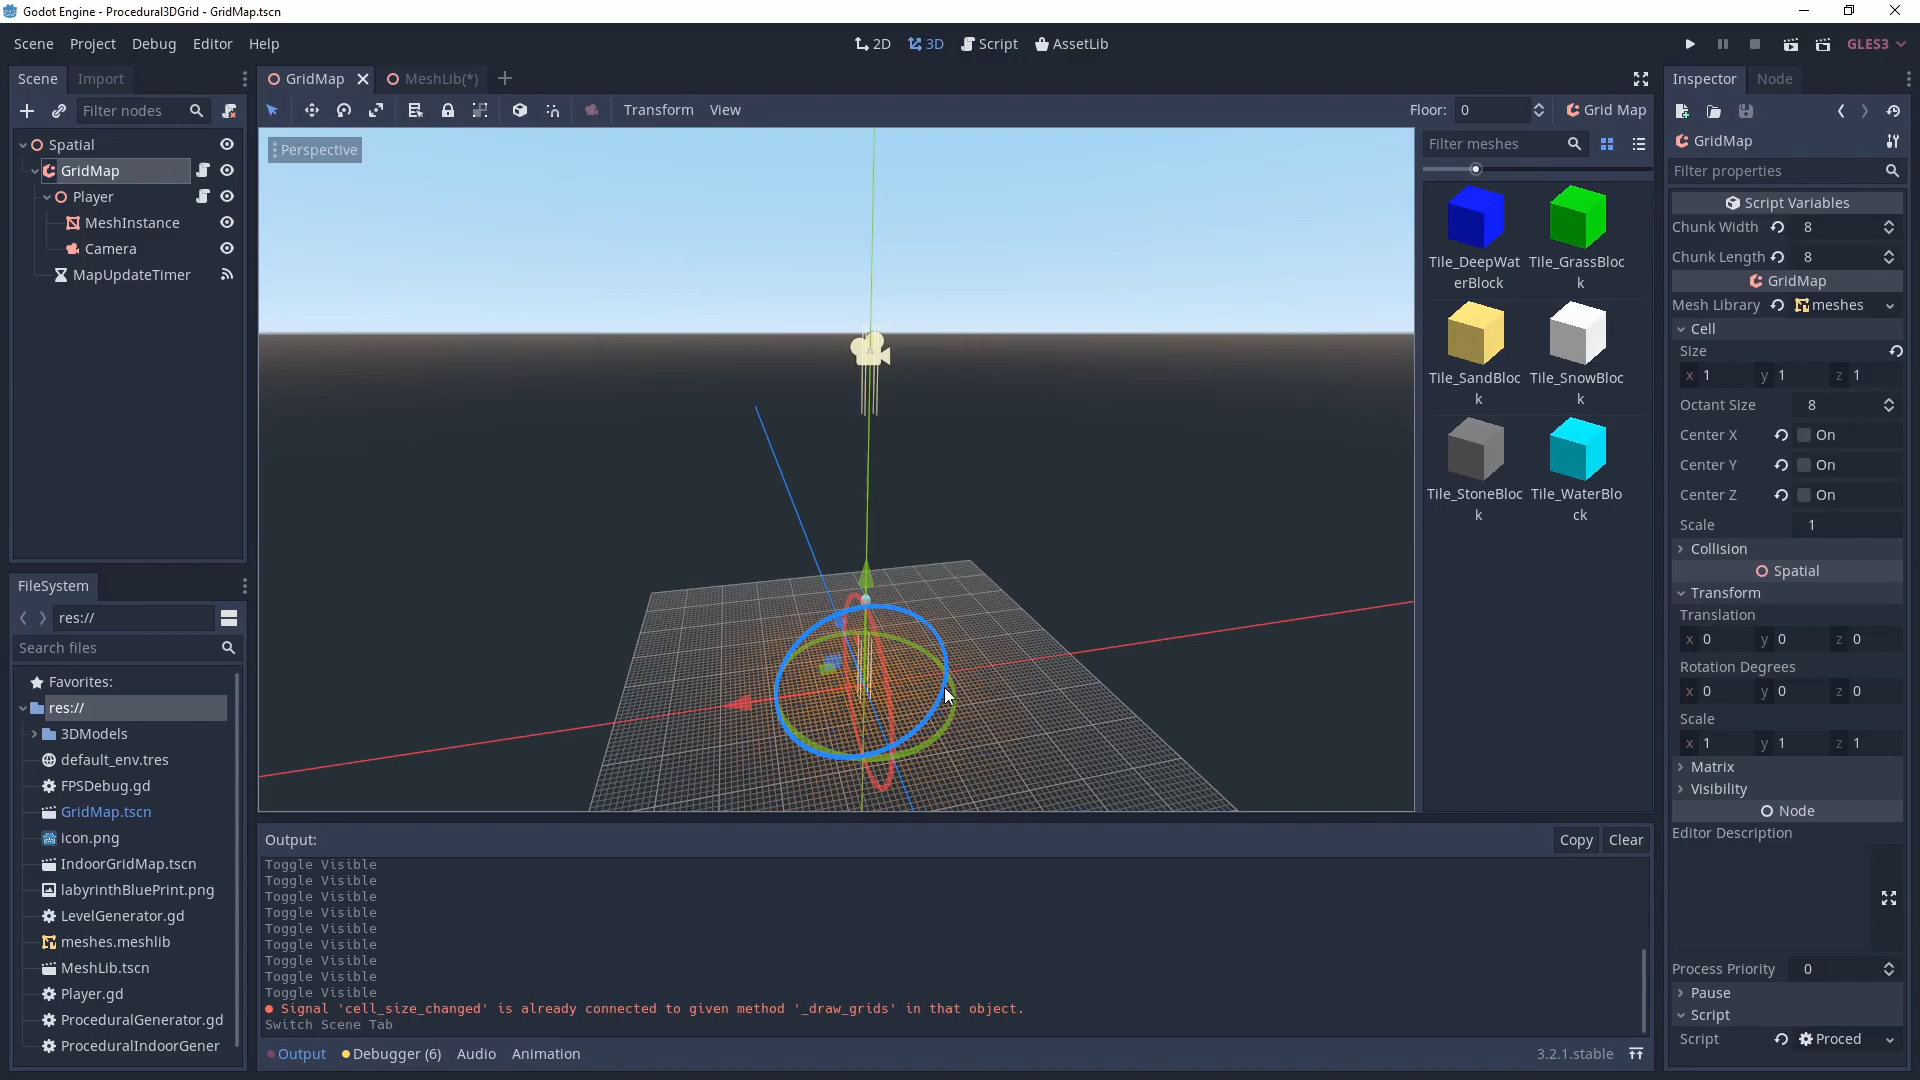 Godot Engine - Procedural3DGrid - GridMap.tscn
Scene Project Debug Editor Help
2D 3D Script AssetLib
GLES3
Scene Import
Filter nodes
Spatial
GridMap
Player
MeshInstance
Camera
MapUpdateTimer
FileSystem
res://
Search files
Favorites:
res://
3DModels
default_env.tres
FPSDebug.gd
GridMap.tscn
icon.png
IndoorGridMap.tscn
labyrinthBluePrint.png
LevelGenerator.gd
meshes.meshlib
MeshLib.tscn
Player.gd
ProceduralGenerator.gd
ProceduralIndoorGener
GridMap MeshLib(*)
Transform View
Floor: 0 Grid Map
Perspective
Filter meshes
Tile_DeepWat
erBlock
Tile_GrassBloc
k
Tile_SandBloc
k
Tile_SnowBloc
k
Tile_StoneBloc
k
Tile_WaterBlo
ck
Output:
Copy Clear
Toggle Visible
Toggle Visible
Toggle Visible
Toggle Visible
Toggle Visible
Toggle Visible
Toggle Visible
Toggle Visible
Toggle Visible
Signal 'cell_size_changed' is already connected to given method '_draw_grids' in that object.
Switch Scene Tab
Output Debugger (6) Audio Animation
3.2.1.stable
Inspector Node
GridMap
Filter properties
Script Variables
Chunk Width 8
Chunk Length 8
GridMap
Mesh Library meshes
Cell
Size
x 1 y 1 z 1
Octant Size 8
Center X On
Center Y On
Center Z On
Scale 1
Collision
Spatial
Transform
Translation
x 0 y 0 z 0
Rotation Degrees
x 0 y 0 z 0
Scale
x 1 y 1 z 1
Matrix
Visibility
Node
Editor Description
Process Priority 0
Pause
Script
Script Proced